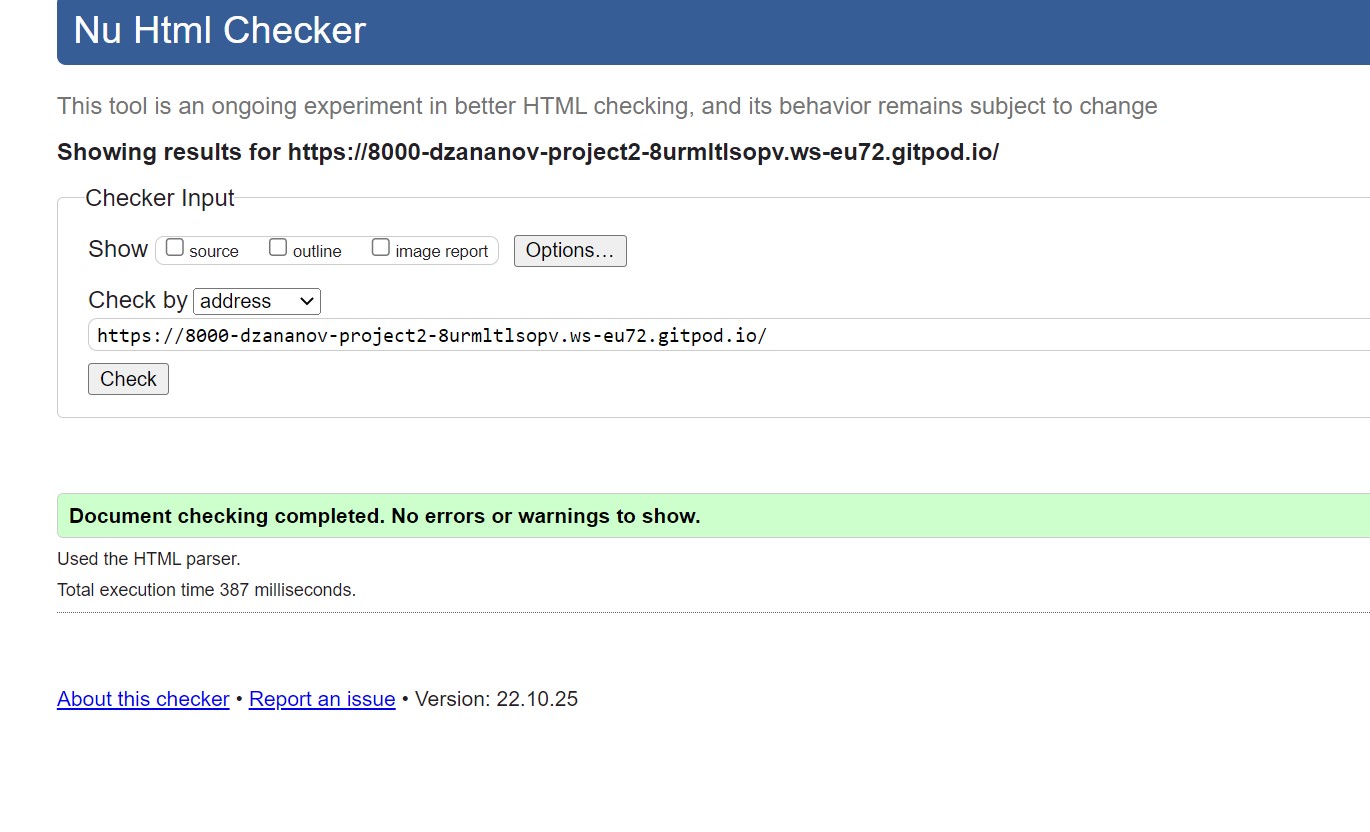 Nu Html Checker
This tool is an ongoing experiment in better HTML checking, and its behavior remains subject to change
Showing results for https://8000-dzananov-project2-8urmltlsopv.ws-eu72.gitpod.io/
Checker Input
Show source outline image report Options...
Check by address
https://8000-dzananov-project2-8urmltlsopv.ws-eu72.gitpod.io/
Check
Document checking completed. No errors or warnings to show.
Used the HTML parser.
Total execution time 387 milliseconds.
About this checker • Report an issue • Version: 22.10.25